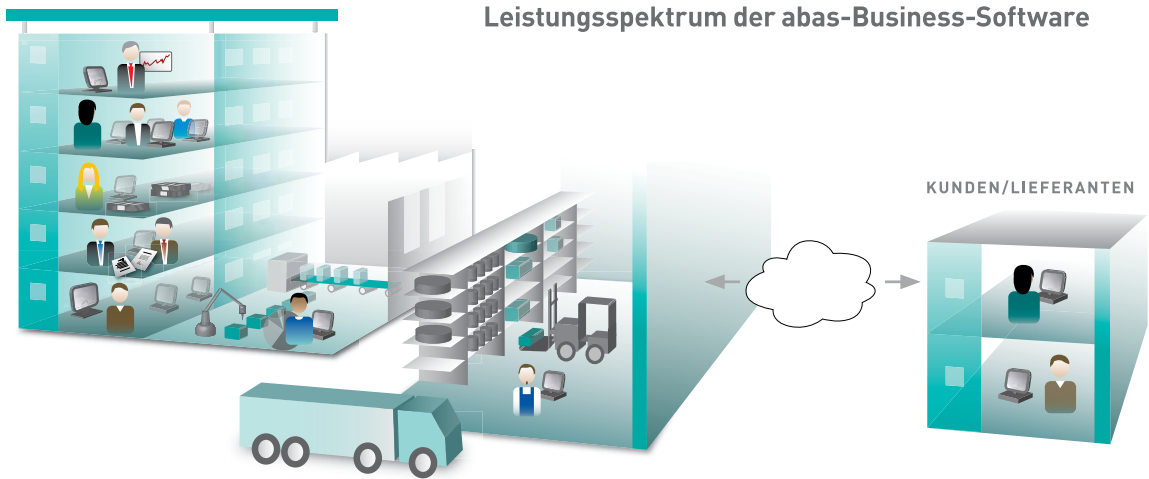 Leistungsspektrum der abas-Business-Software
KUNDEN/LIEFERANTEN